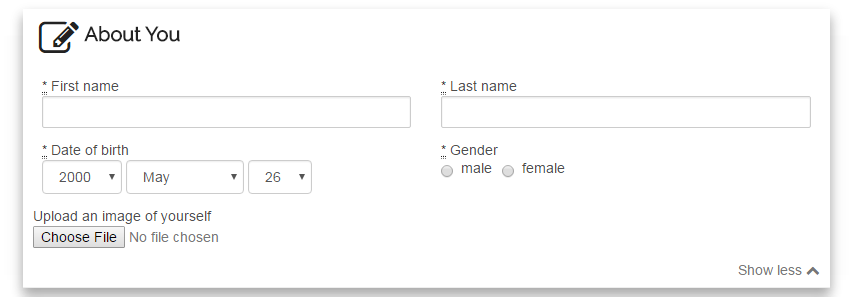 About You
* First name
* Last name
* Date of birth
* Gender
2000 May 26
male female
Upload an image of yourself
Choose File No file chosen
Show less